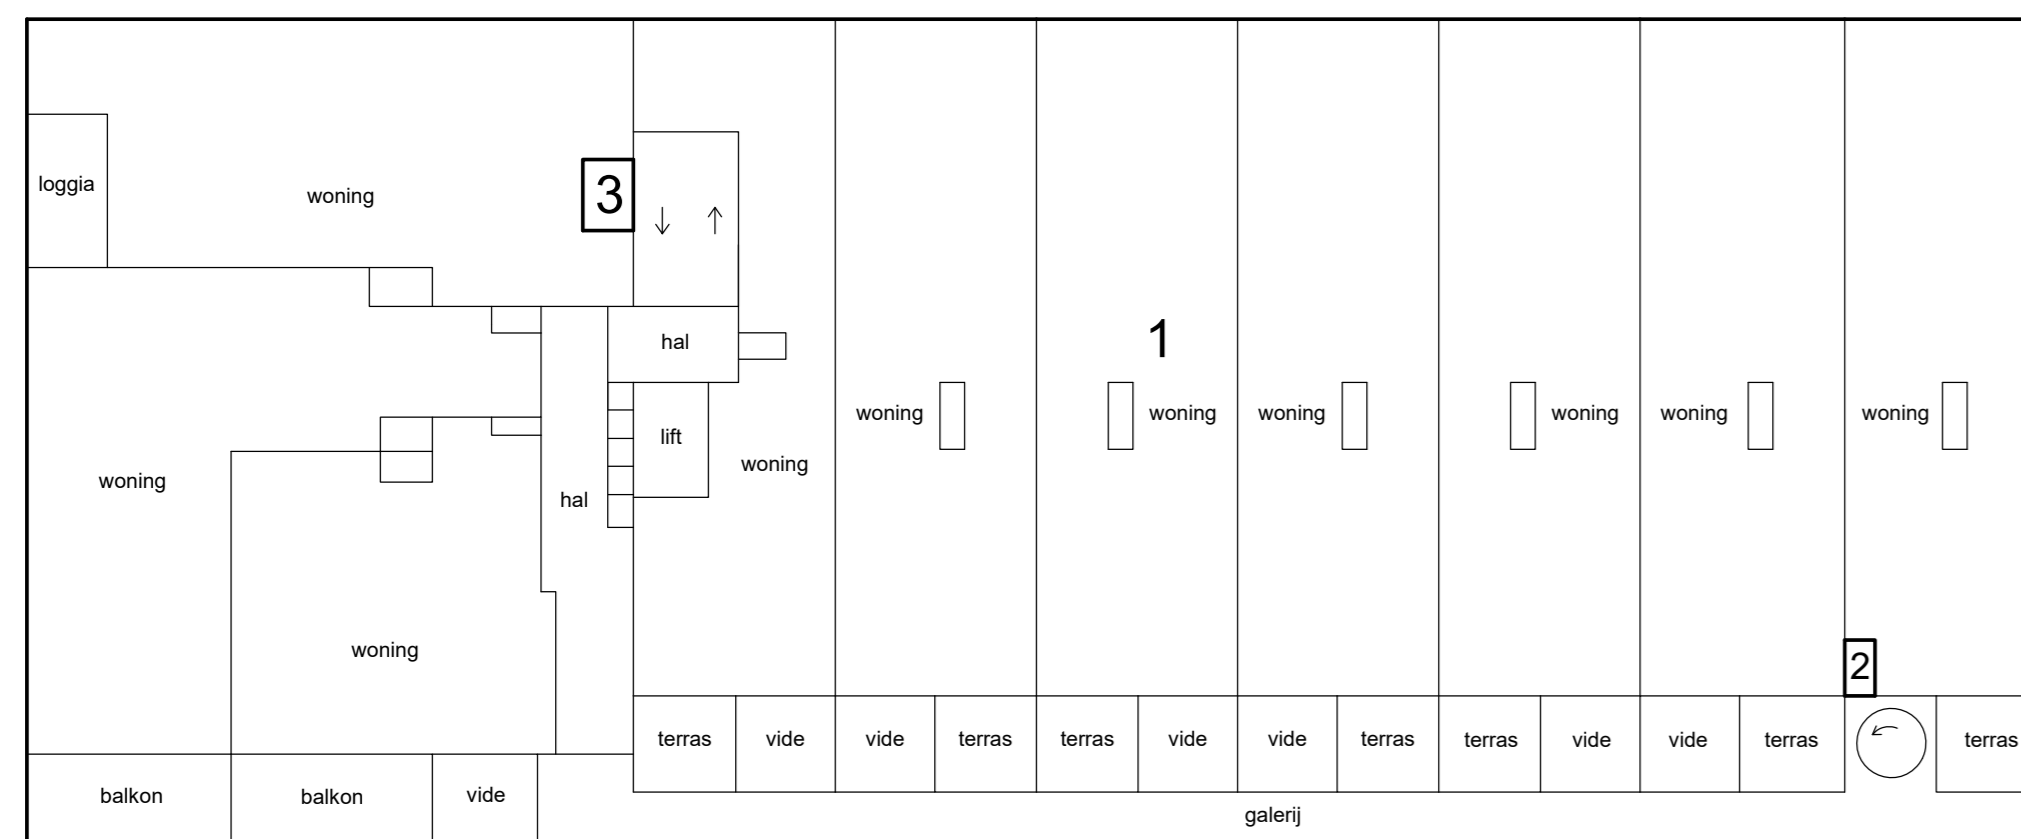 loggia
woning
3
hal
1
woning
woning
woning
woning
woning
woning
lift
woning
woning
hal
woning
2
terras
vide
vide
terras
terras
vide
vide
terras
terras
vide
vide
terras
terras
balkon
balkon
vide
galerij